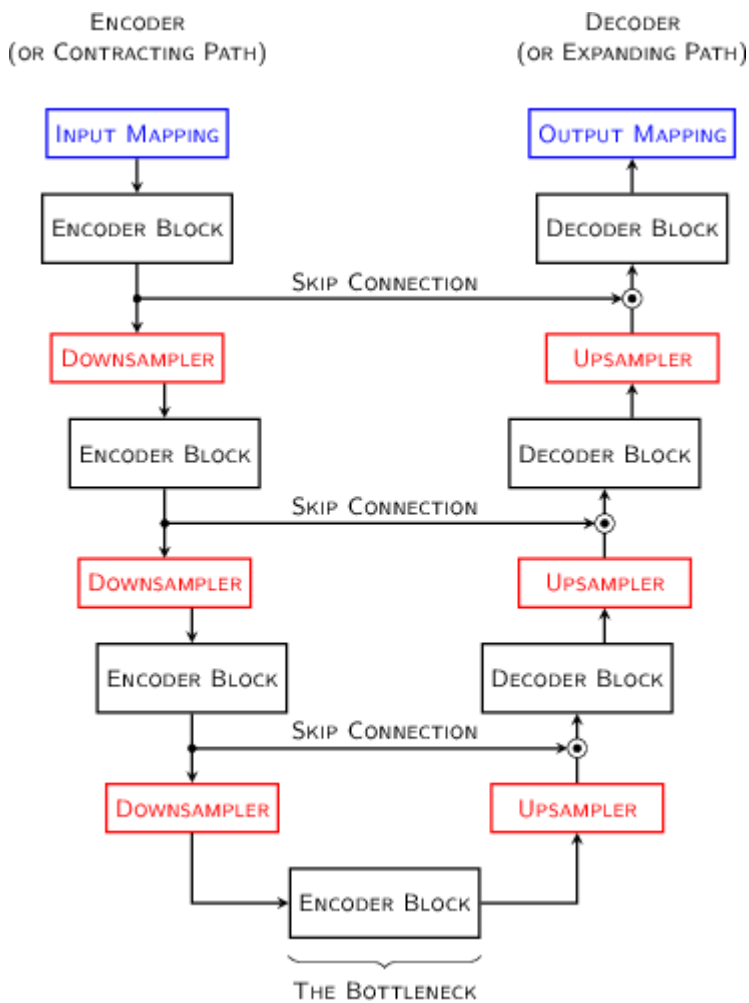 Encoder
(or Contracting Path)
Decoder
(or Expanding Path)
Input Mapping
Output Mapping
Encoder Block
Decoder Block
Skip Connection
Downsampler
Upsampler
Encoder Block
Decoder Block
Skip Connection
Downsampler
Upsampler
Encoder Block
Decoder Block
Skip Connection
Downsampler
Upsampler
Encoder Block
The Bottleneck